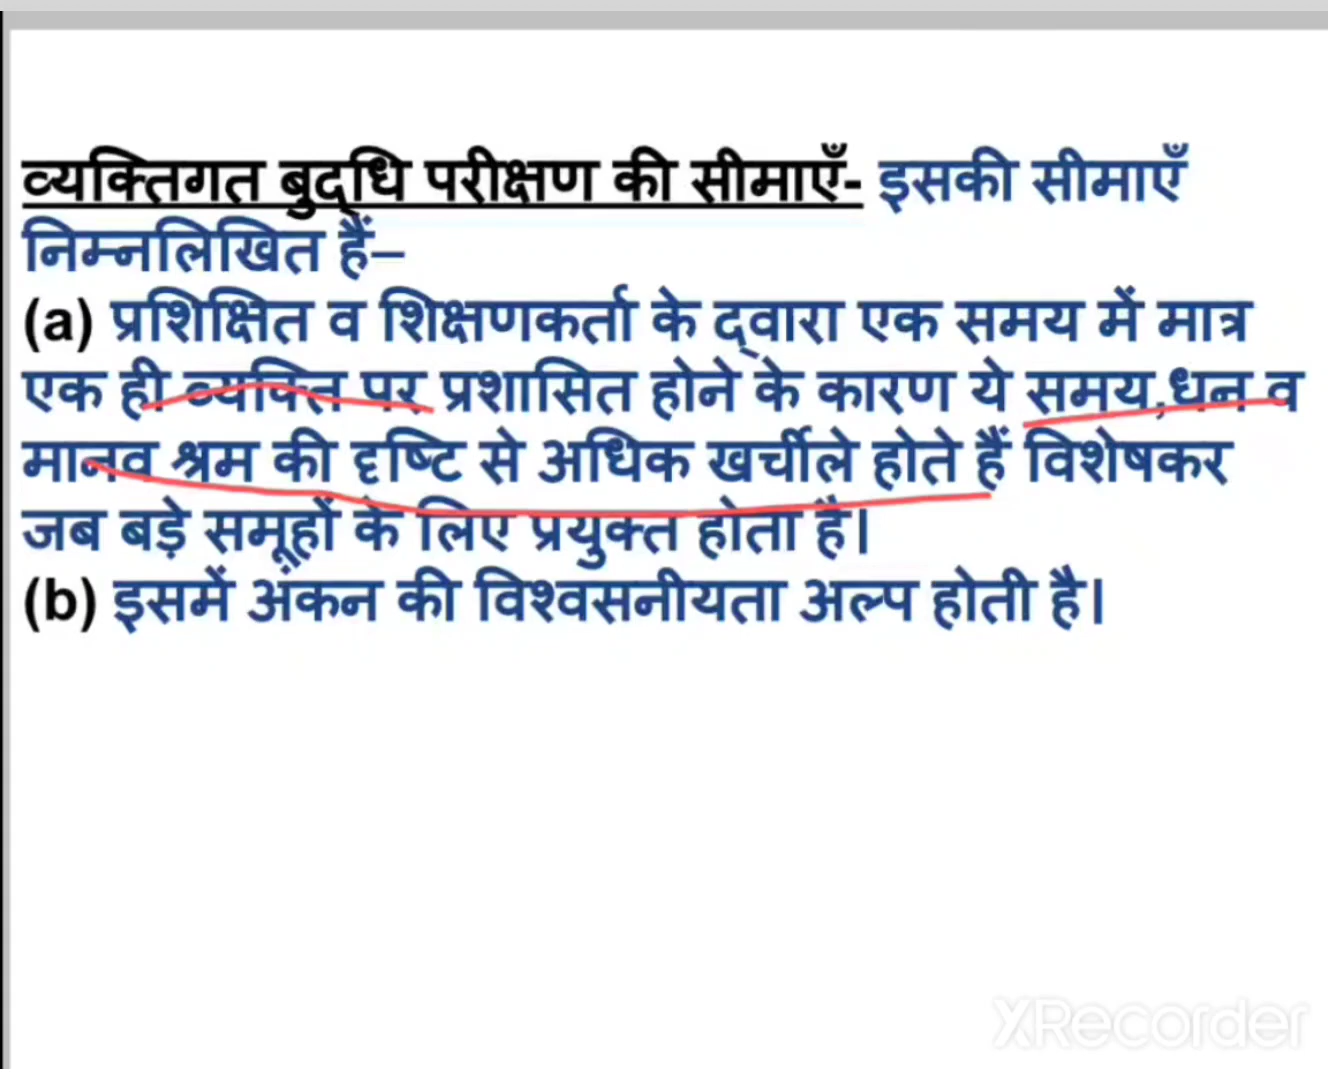 व्यक्तिगत बुद्धि परीक्षण की सीमाएँ- इसकी सीमाएँ
निम्नलिखित हैं–
(a) प्रशिक्षित व शिक्षणकर्ता के द्वारा एक समय में मात्र
एक ही व्यक्ति पर प्रशासित होने के कारण ये समय,धन व
मानव श्रम की दृष्टि से अधिक खर्चीले होते हैं विशेषकर
जब बड़े समूहों के लिए प्रयुक्त होता है।
(b) इसमें अंकन की विश्वसनीयता अल्प होती है।
XRecorder